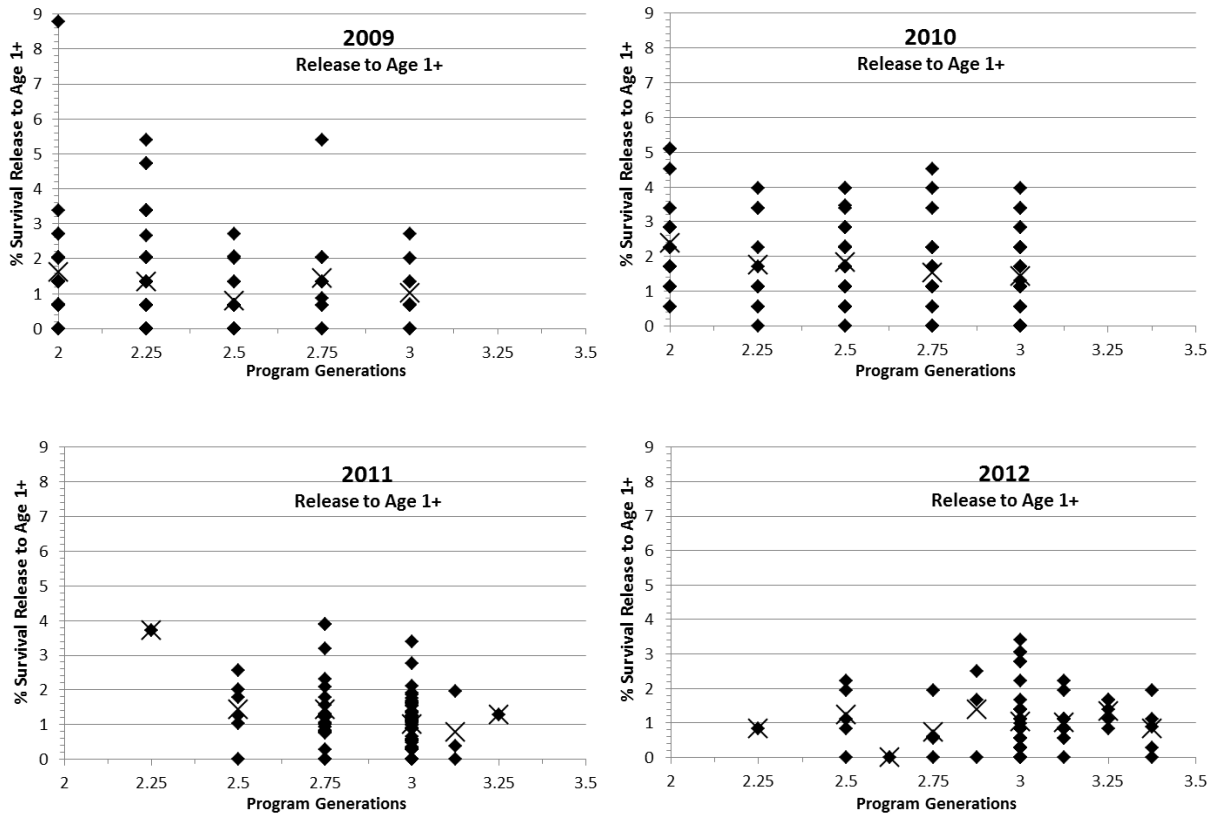 2009
Release to Age 1+
% Survival Release to Age 1+
9
8
7
6
5
4
3
2
1
0
2 2.25 2.5 2.75 3 3.25 3.5
Program Generations
2010
Release to Age 1+
% Survival Release to Age 1+
9
8
7
6
5
4
3
2
1
0
2 2.25 2.5 2.75 3 3.25 3.5
Program Generations
2011
Release to Age 1+
% Survival Release to Age 1+
9
8
7
6
5
4
3
2
1
0
2 2.25 2.5 2.75 3 3.25 3.5
Program Generations
2012
Release to Age 1+
% Survival Release to Age 1+
9
8
7
6
5
4
3
2
1
0
2 2.25 2.5 2.75 3 3.25 3.5
Program Generations